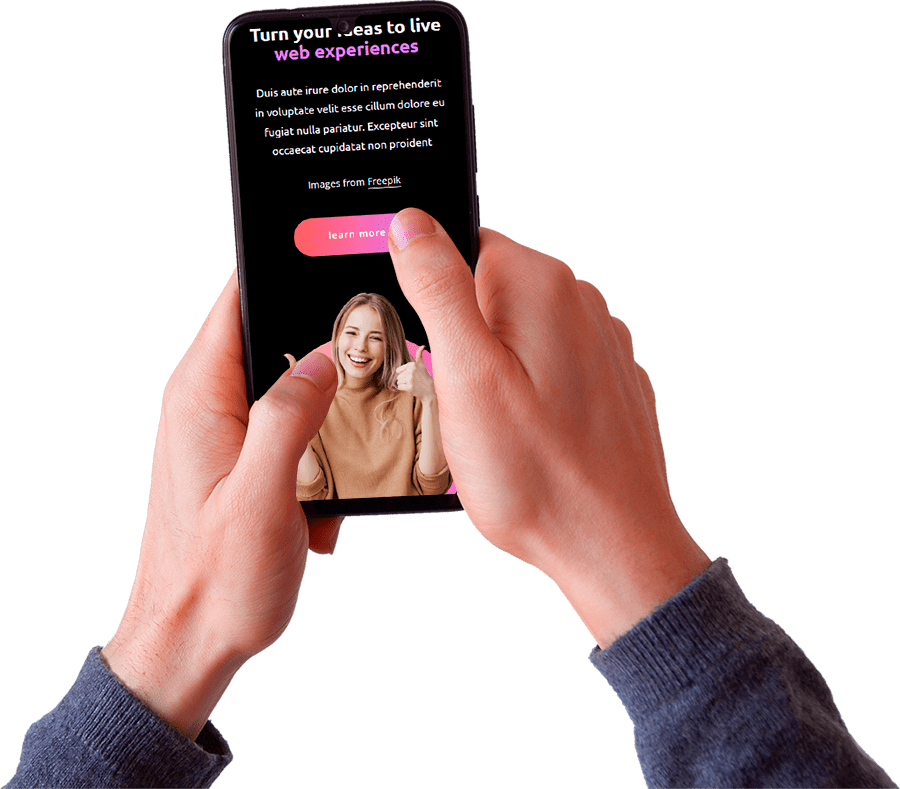 Turn your ideas to live
web experiences
Duis aute irure dolor in reprehenderit
in voluptate velit esse cillum dolore eu
fugiat nulla pariatur. Excepteur sint
occaecat cupidatat non proident
Images from Freepik
learn more